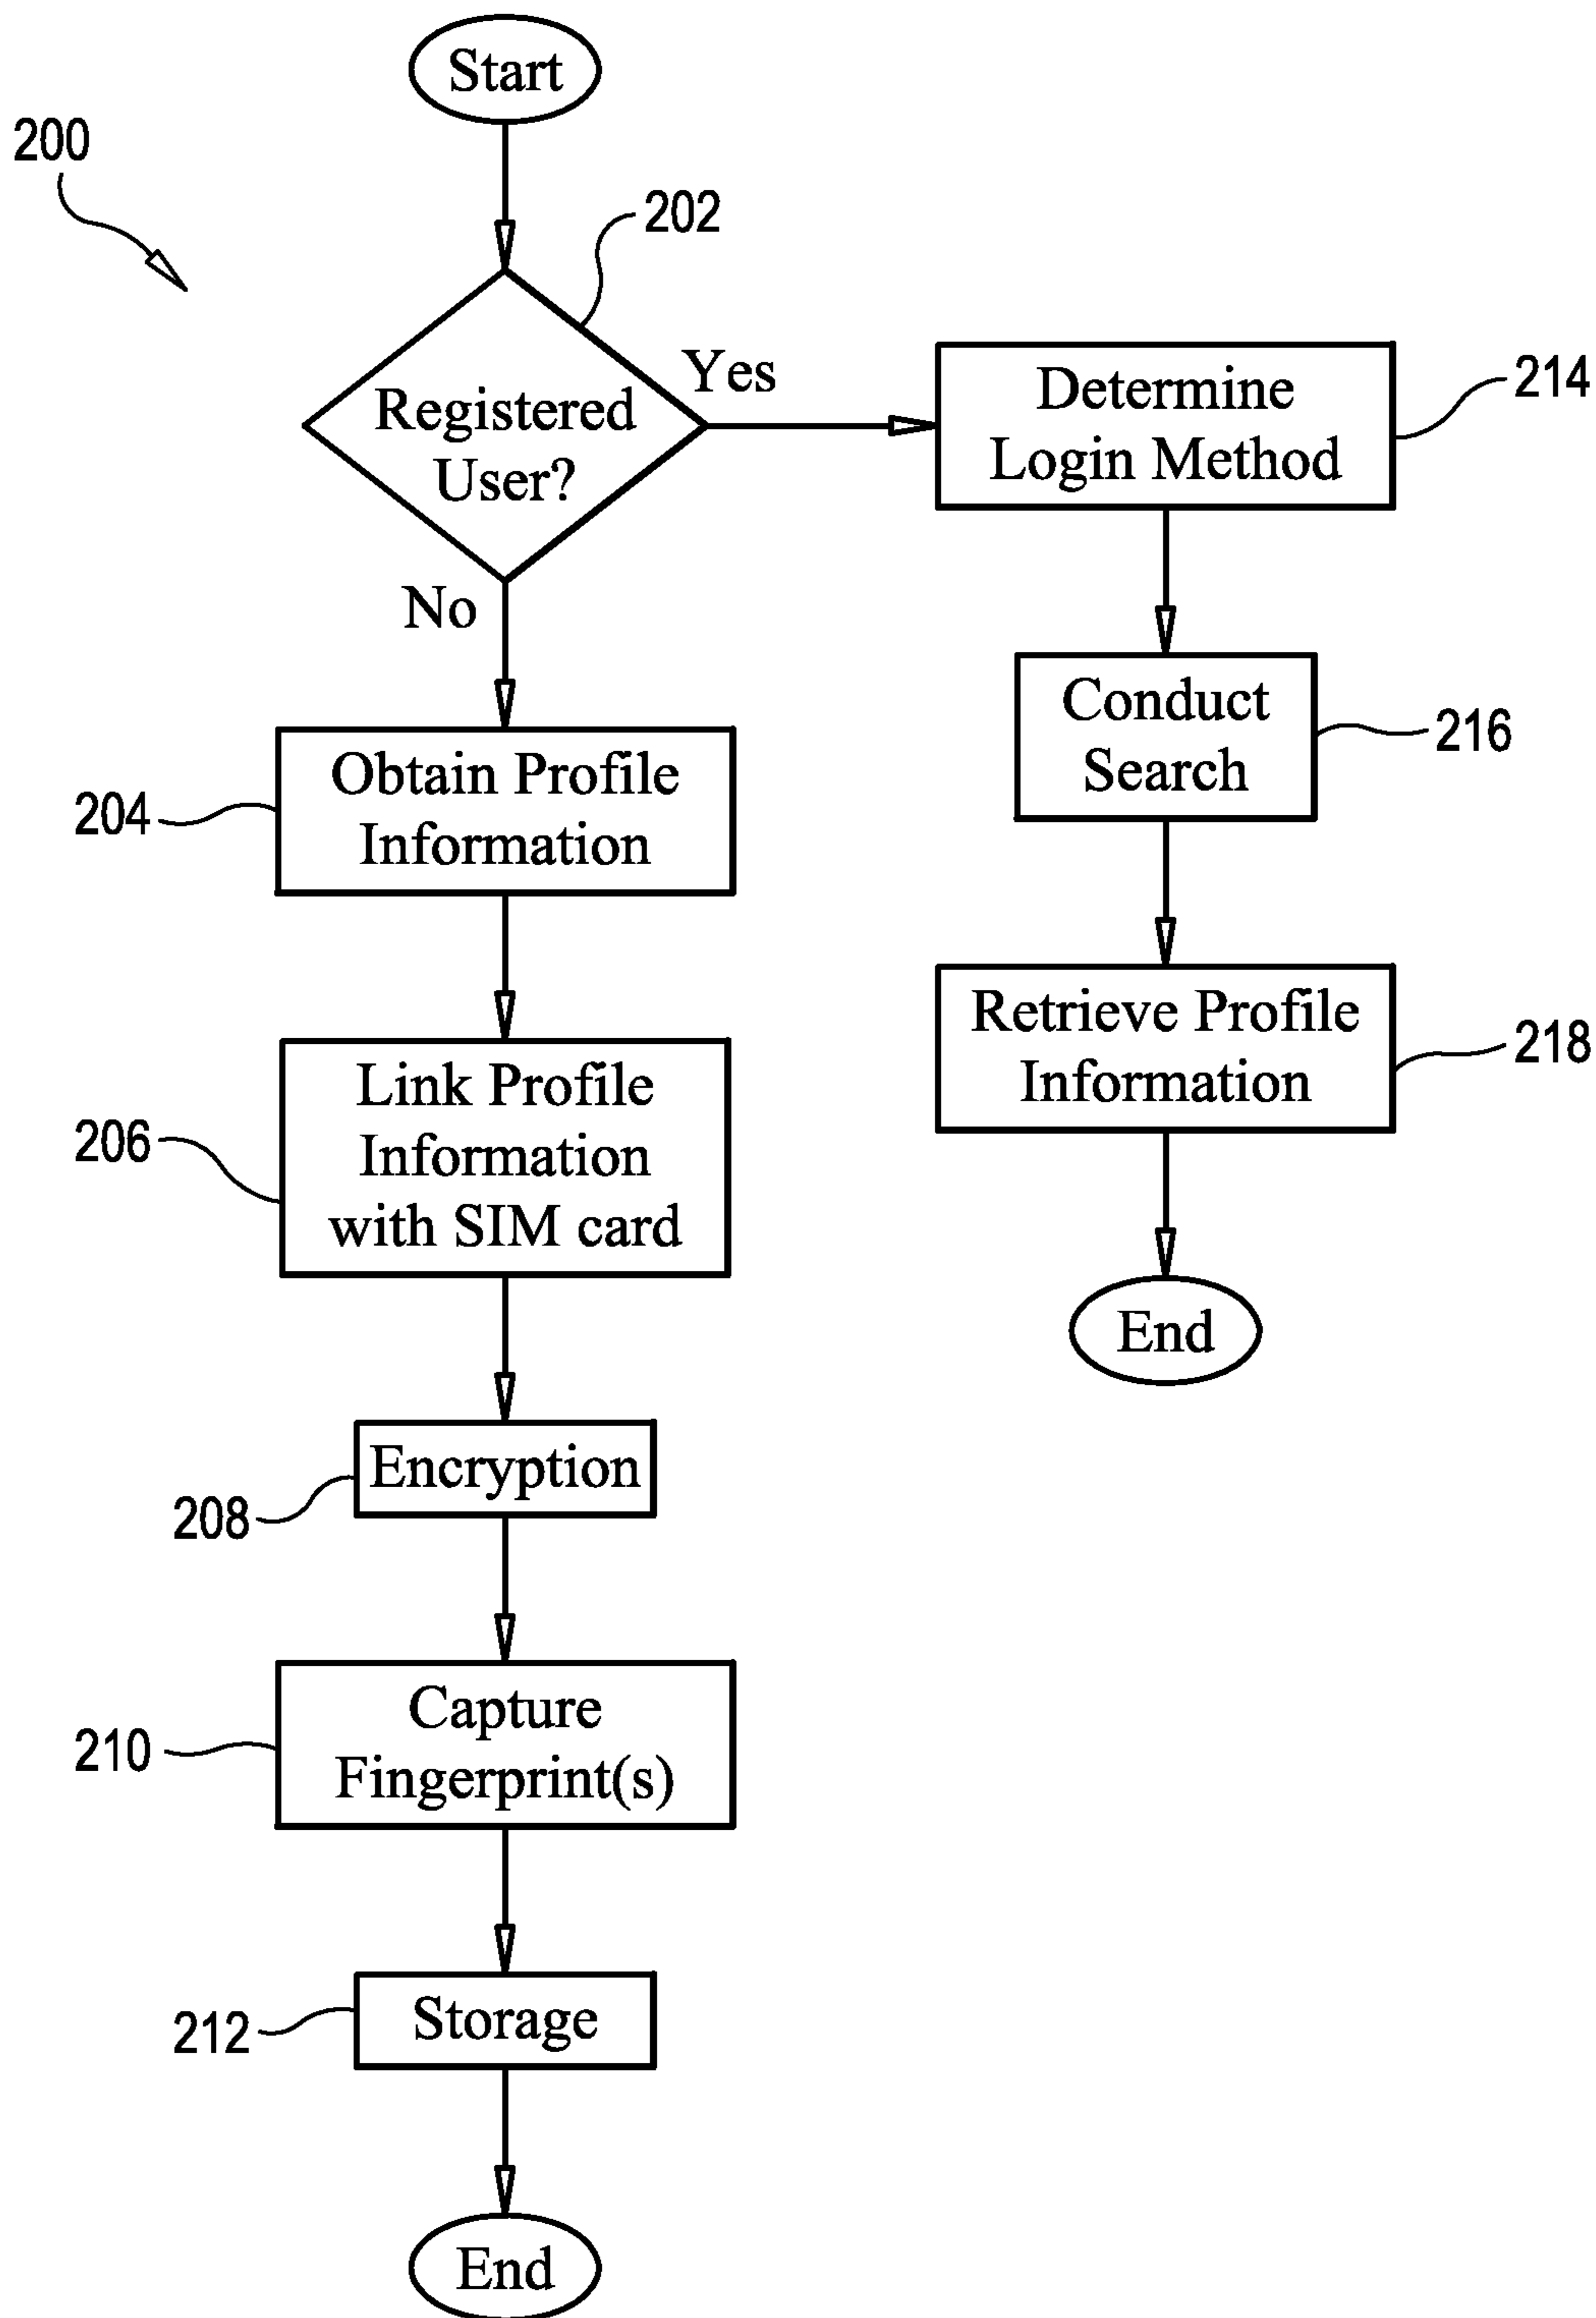 Start
200
202
Registered
User?
Yes
No
Determine
Login Method
214
Conduct
Search
216
Retrieve Profile
Information
218
End
Obtain Profile
Information
204
Link Profile
Information
with SIM card
206
Encryption
208
Capture
Fingerprint(s)
210
Storage
212
End